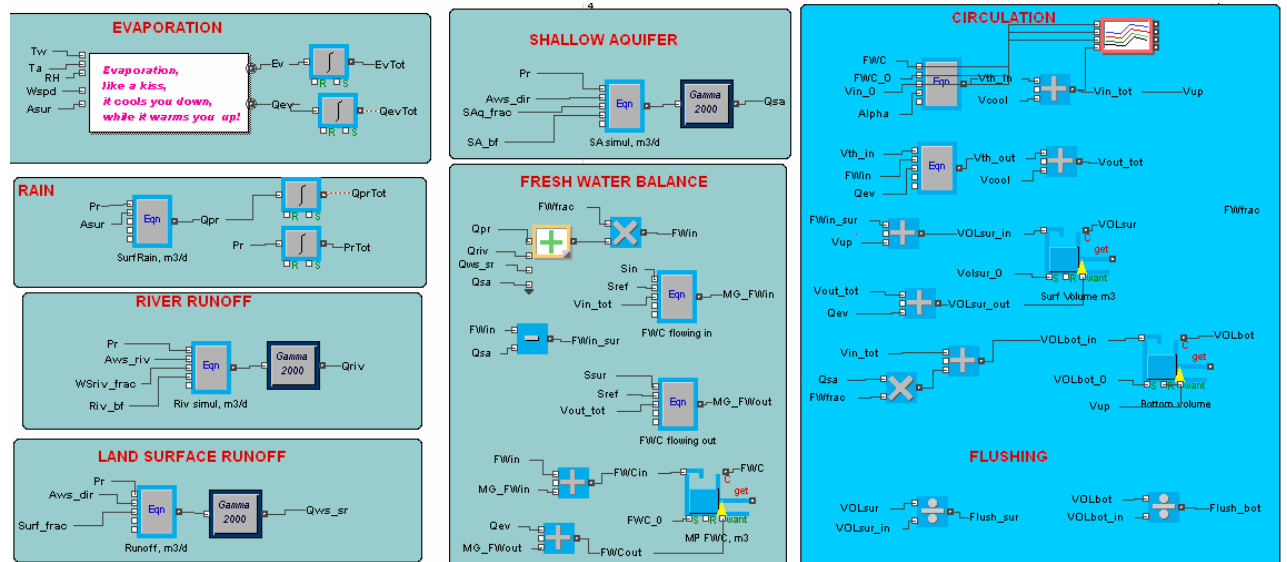 4
EVAPORATION
Tw
Ta
RH
Wspd
Asur
Evaporation,
like a kiss,
it cools you down,
while it warms you up!
Ev
∫
R S
EvTot
Qev
∫
R S
QevTot
RAIN
Pr
Asur
Eqn
SurfRain, m3/d
Qpr
∫
R S
QprTot
Pr
∫
R S
PrTot
RIVER RUNOFF
Pr
Aws_riv
WSriv_frac
Riv_bf
Eqn
Riv simul, m3/d
Gamma
2000
Qriv
LAND SURFACE RUNOFF
Pr
Aws_dir
Surf_frac
Eqn
Runoff, m3/d
Gamma
2000
Qws_sr
SHALLOW AQUIFER
Pr
Aws_dir
SAq_frac
SA_bf
Eqn
SA simul, m3/d
Gamma
2000
Qsa
FRESH WATER BALANCE
FWfrac
Qpr
Qriv
Qws_sr
Qsa
FWin
Sin
Sref
Vin_tot
Eqn
MG_FWin
FWC flowing in
FWin
Qsa
FWin_sur
Ssur
Sref
Vout_tot
Eqn
MG_FWout
FWC flowing out
FWin
MG_FWin
FWCin
FWC
C
get
FWC_0
S R want
MP FWC, m3
Qev
MG_FWout
FWCout
CIRCULATION
FWC
FWC_0
Vin_0
Alpha
Eqn
Vth_in
Vcool
Vin_tot
Vup
Vth_in
FWin
Qev
Eqn
Vth_out
Vcool
Vout_tot
FWfrac
FWin_sur
Vup
VOLsur_in
VOLsur
C
get
Volsur_0
S R want
Surf Volume m3
Vout_tot
Qev
VOLsur_out
Vin_tot
Qsa
FWfrac
VOLbot_in
VOLbot
C
get
VOLbot_0
S R want
Bottom volume
Vup
FLUSHING
VOLsur
VOLsur_in
Flush_sur
VOLbot
VOLbot_in
Flush_bot